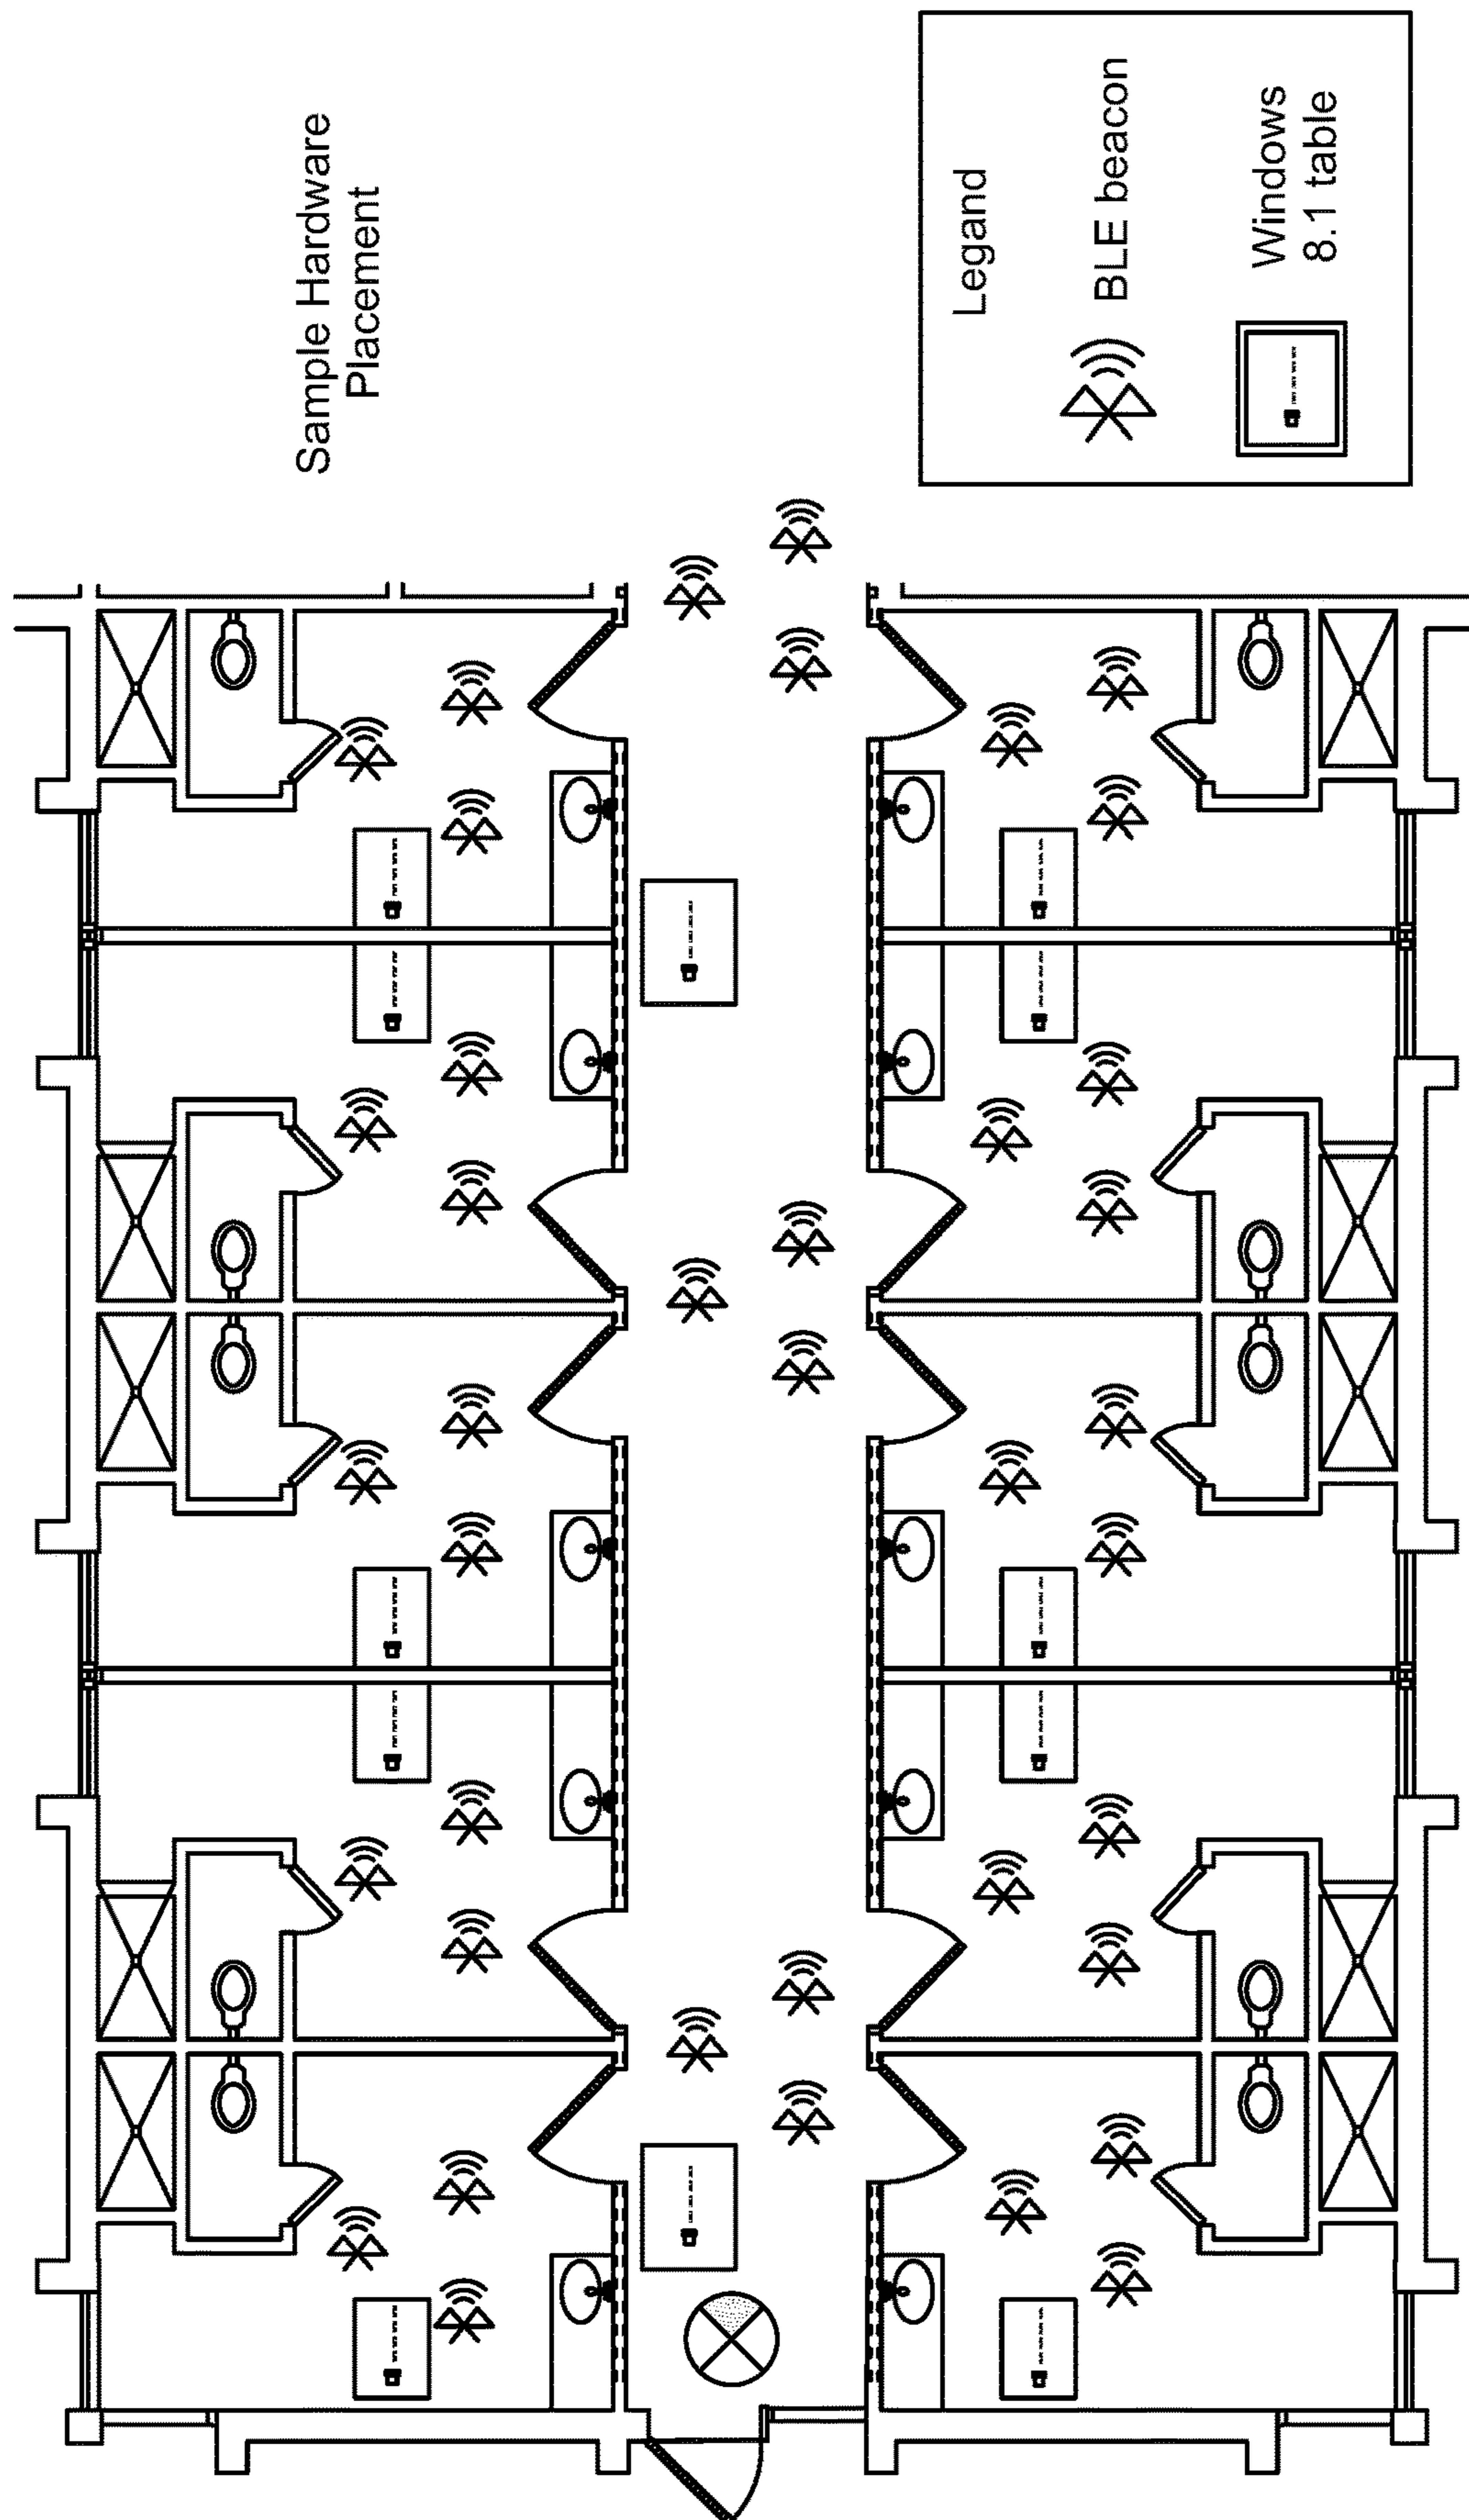 Sample Hardware
Placement
Legand
BLE beacon
Windows
8.1 table